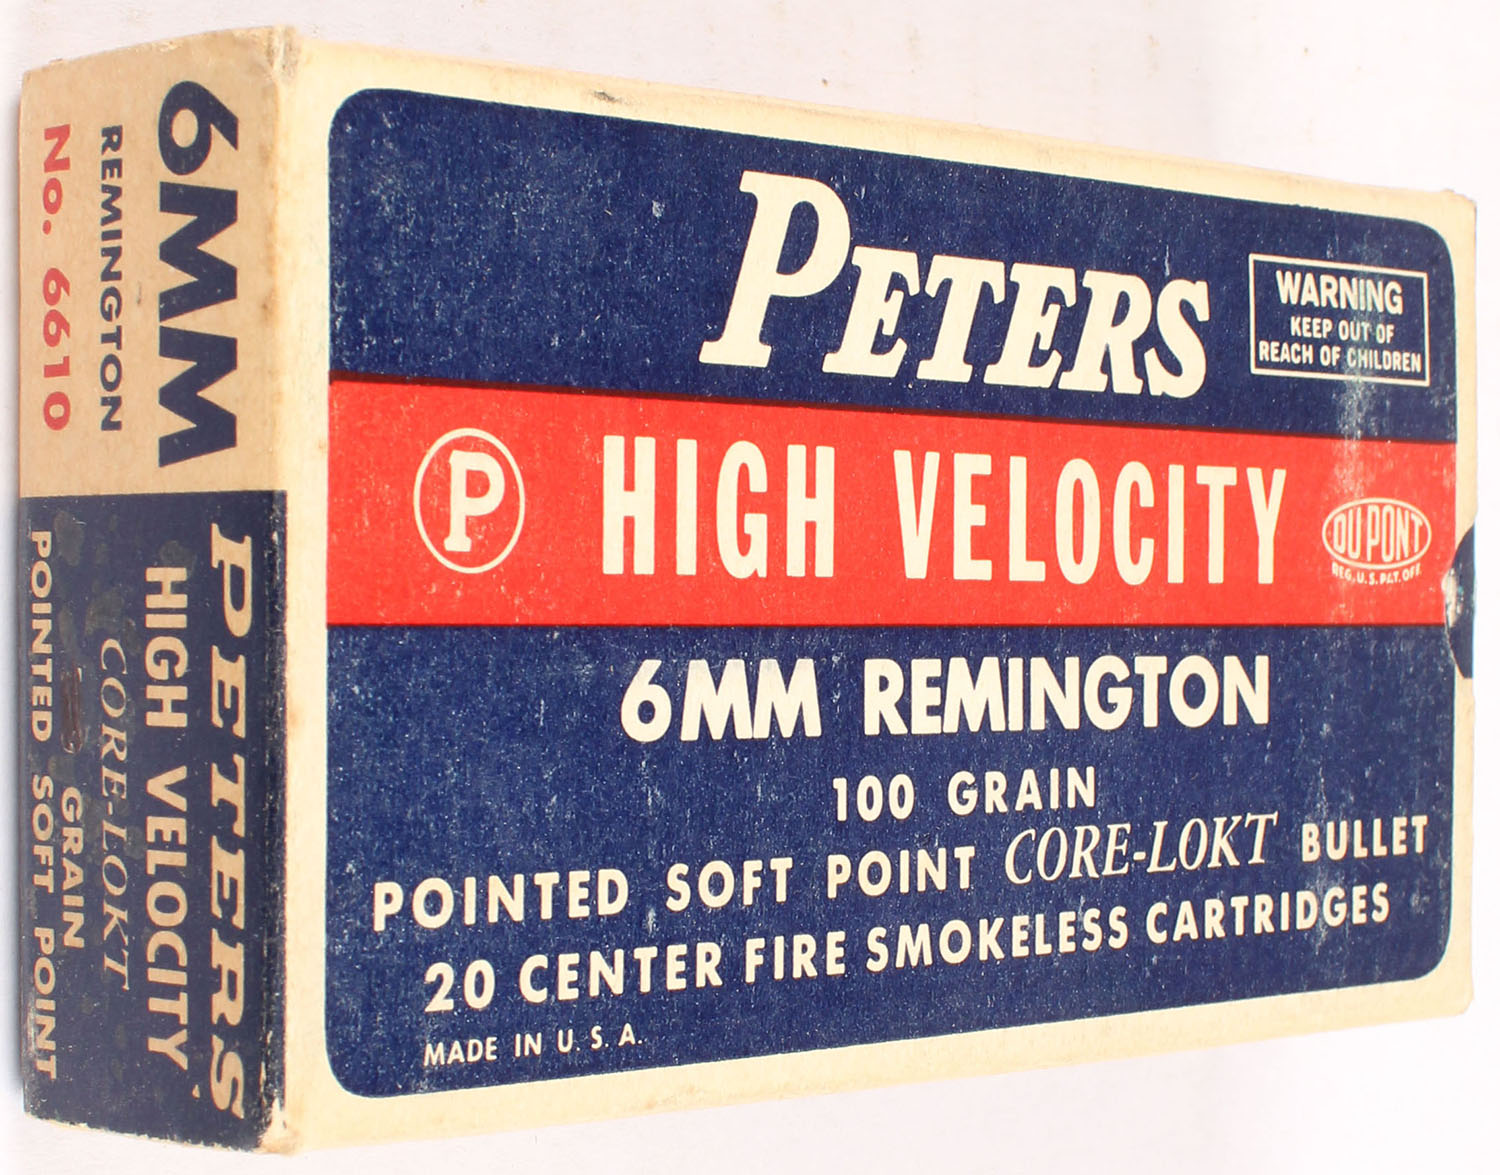 PETERS
WARNING
KEEP OUT OF
REACH OF CHILDREN
P HIGH VELOCITY
DU PONT
REG. U.S. PAT. OFF.
6MM REMINGTON
100 GRAIN
POINTED SOFT POINT CORE-LOKT BULLET
20 CENTER FIRE SMOKELESS CARTRIDGES
MADE IN U. S. A.
6MM
REMINGTON
No. 6610
PETERS
HIGH VELOCITY
CORE-LOKT
GRAIN
POINTED SOFT POINT